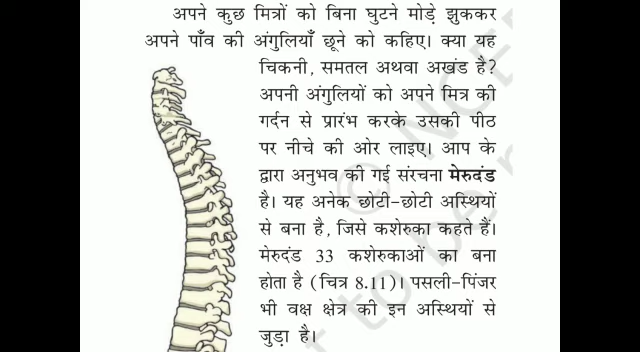 अपने कुछ मित्रों को बिना घुटने मोड़े झुककर
अपने पाँव की अंगुलियाँ छूने को कहिए। क्या यह
चिकनी, समतल अथवा अखंड है?
अपनी अंगुलियों को अपने मित्र की
गर्दन से प्रारंभ करके उसकी पीठ
पर नीचे की ओर लाइए। आप के
द्वारा अनुभव की गई संरचना मेरुदंड
है। यह अनेक छोटी-छोटी अस्थियों
से बना है, जिसे कशेरुका कहते हैं।
मेरुदंड 33 कशेरुकाओं का बना
होता है (चित्र 8.11)। पसली-पिंजर
भी वक्ष क्षेत्र की इन अस्थियों से
जुड़ा है।